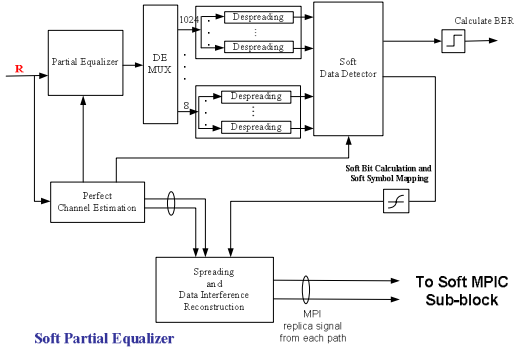 1024
Despreading
Despreading
Calculate BER
DE
MUX
Partial Equalizer
R
Soft
Data Detector
8
Despreading
Despreading
Soft Bit Calculation and
Soft Symbol Mapping
Perfect
Channel Estimation
Spreading
and
Data Interference
Reconstruction
To Soft MPIC
Sub-block
MPI
replica signal
from each path
Soft Partial Equalizer